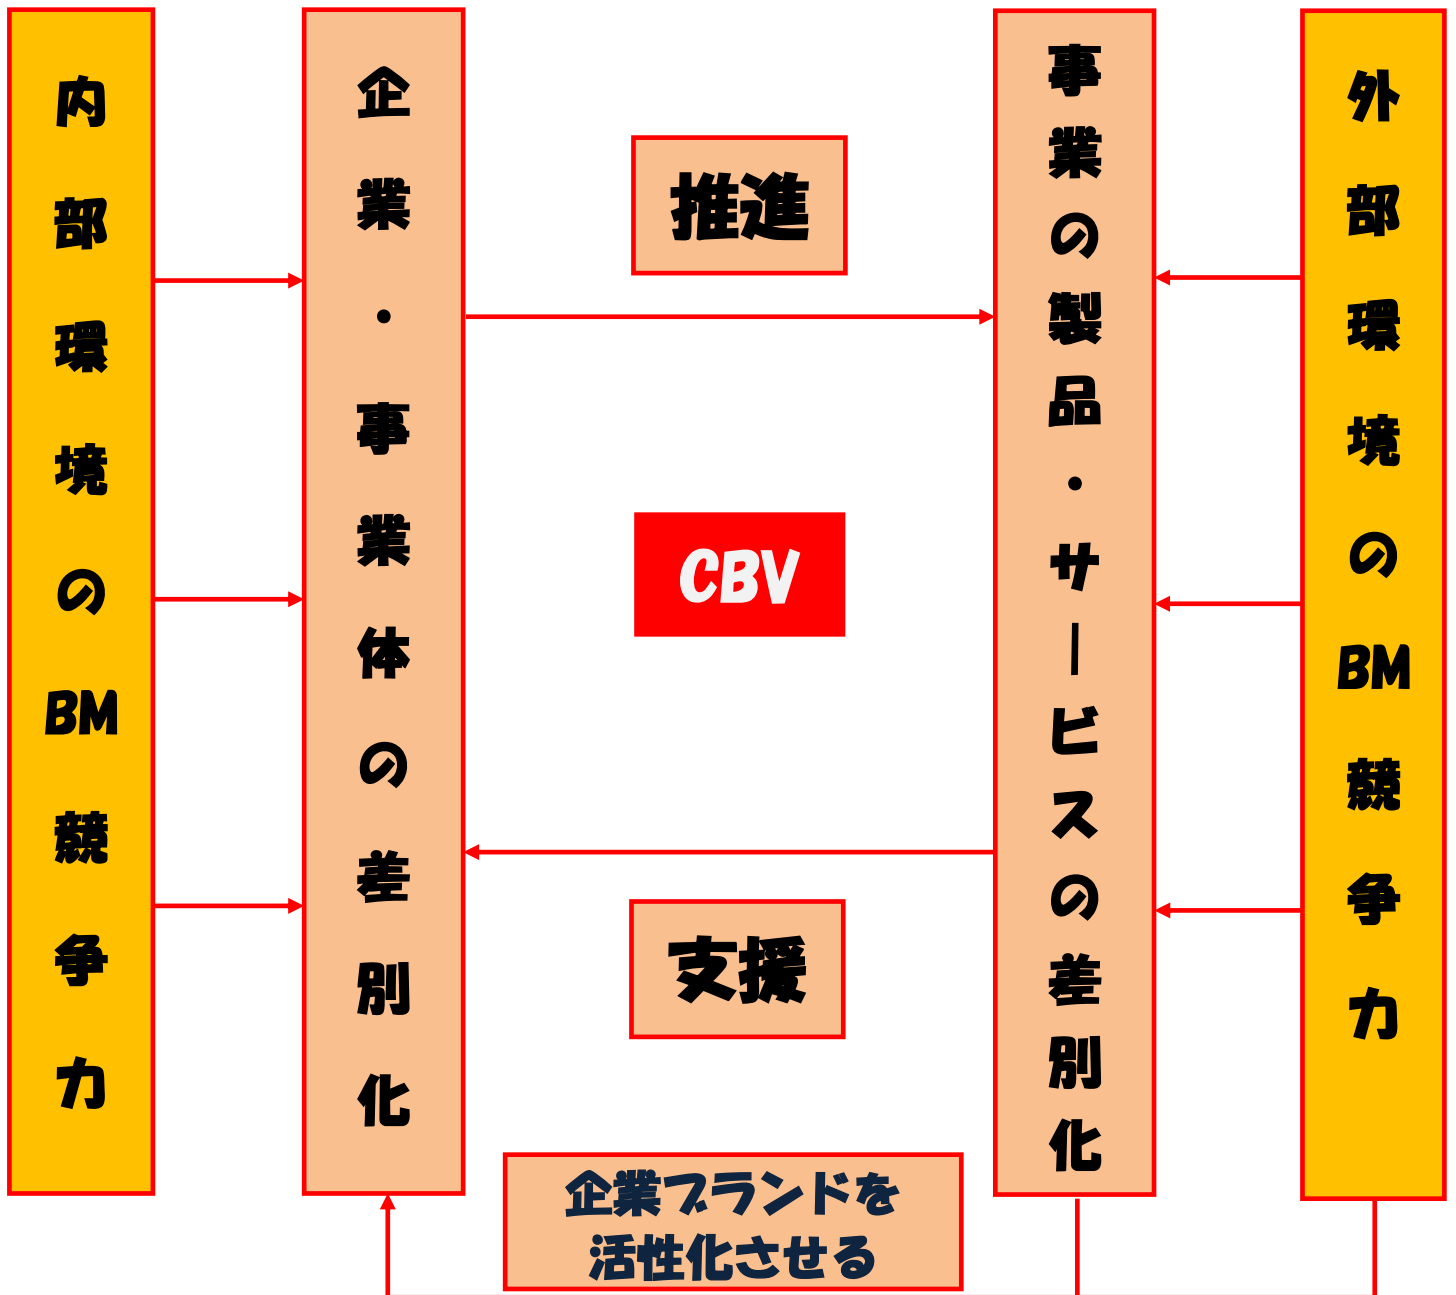 内部環境のBM競争力
企業・事業体の差別化
推進
CBV
支援
企業ブランドを
活性化させる
事業の製品・サービスの差別化
外部環境のBM競争力